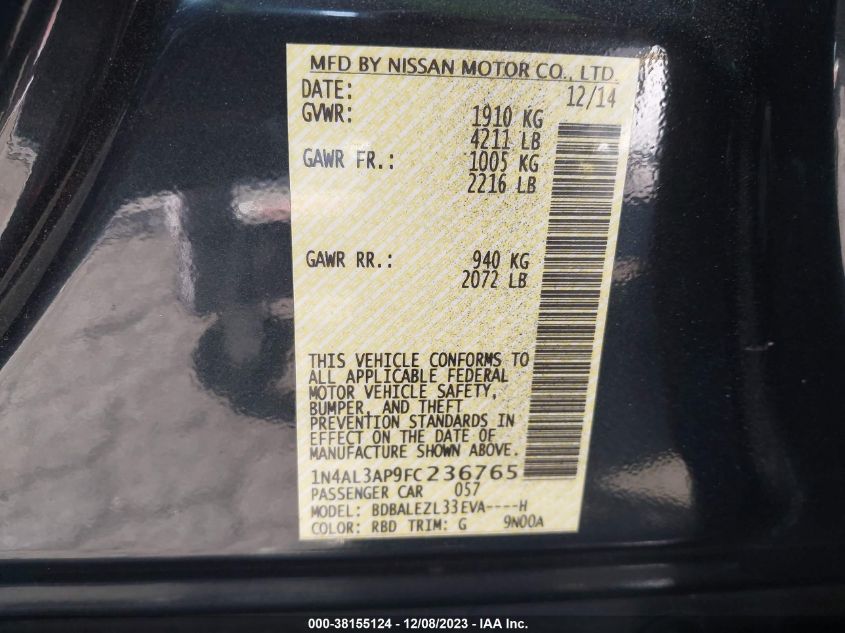 MFD BY NISSAN MOTOR CO., LTD.
DATE: 12/14
GVWR: 1910 KG
4211 LB
GAWR FR.: 1005 KG
2216 LB
GAWR RR.: 940 KG
2072 LB
THIS VEHICLE CONFORMS TO
ALL APPLICABLE FEDERAL
MOTOR VEHICLE SAFETY,
BUMPER, AND THEFT
PREVENTION STANDARDS IN
EFFECT ON THE DATE OF
MANUFACTURE SHOWN ABOVE.
1N4AL3AP9FC236765
PASSENGER CAR 057
MODEL: BDBALEZL33EVA----H
COLOR: RBD TRIM: G 9N00A
000-38155124 - 12/08/2023 - IAA Inc.